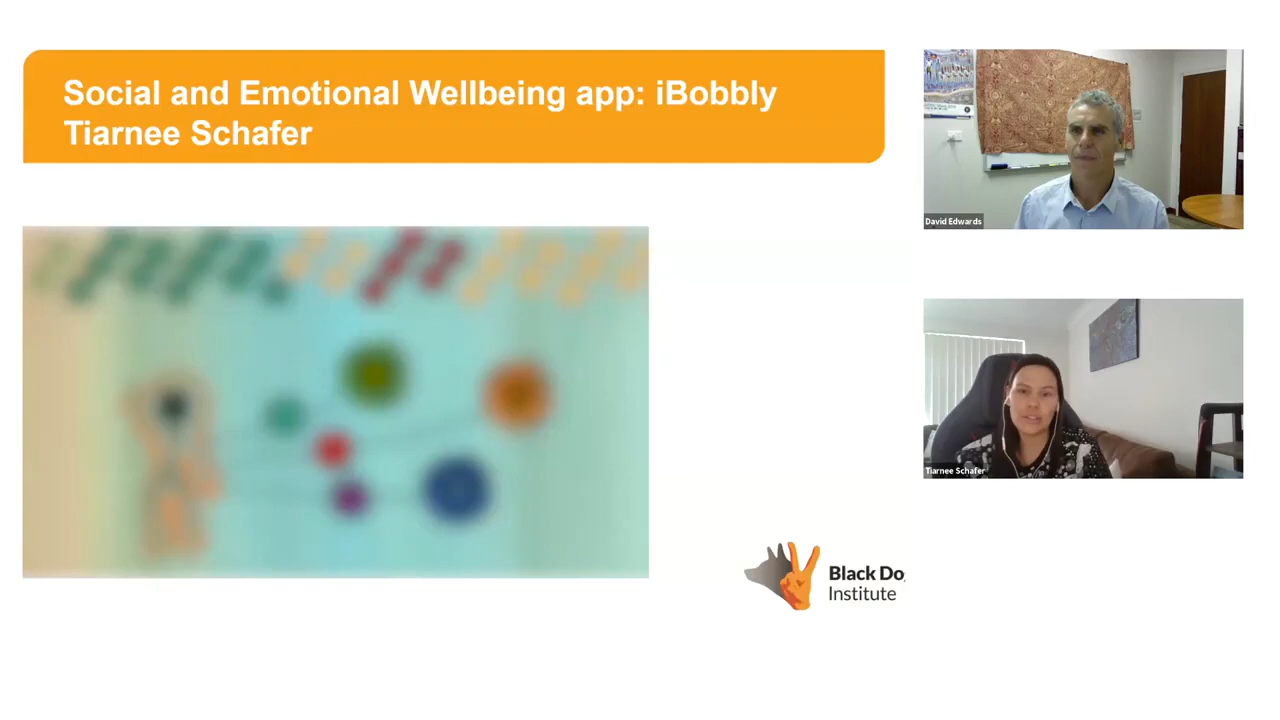 Social and Emotional Wellbeing app: iBobbly
Tiarnee Schafer
David Edwards
Tiarnee Schafer
Black Do
Institute